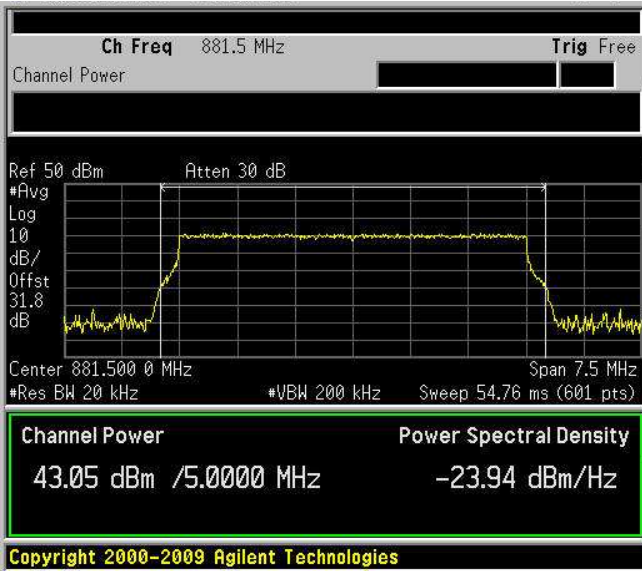 Ch Freq 881.5 MHz Trig Free
Channel Power
Ref 50 dBm Atten 30 dB
#Avg
Log
10
dB/
Offst
31.8
dB
Center 881.500 0 MHz Span 7.5 MHz
#Res BW 20 kHz #VBW 200 kHz Sweep 54.76 ms (601 pts)
Channel Power Power Spectral Density
43.05 dBm /5.0000 MHz -23.94 dBm/Hz
Copyright 2000-2009 Agilent Technologies